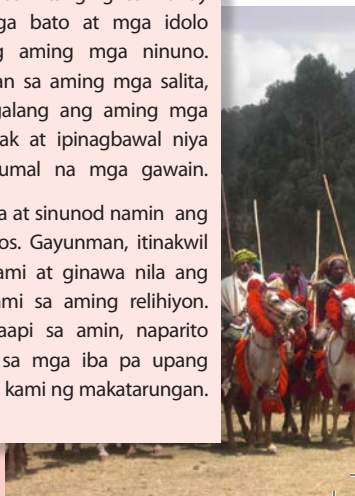 ga bato at mga idolo
aming mga ninuno.
an sa aming mga salita,
galang ang aming mga
ak at ipinagbawal niya
umal na mga gawain.
a at sinunod namin ang
os. Gayunman, itinakwil
ami at ginawa nila ang
ami sa aming relihiyon.
aapi sa amin, naparito
sa mga iba pa upang
kami ng makatarungan.